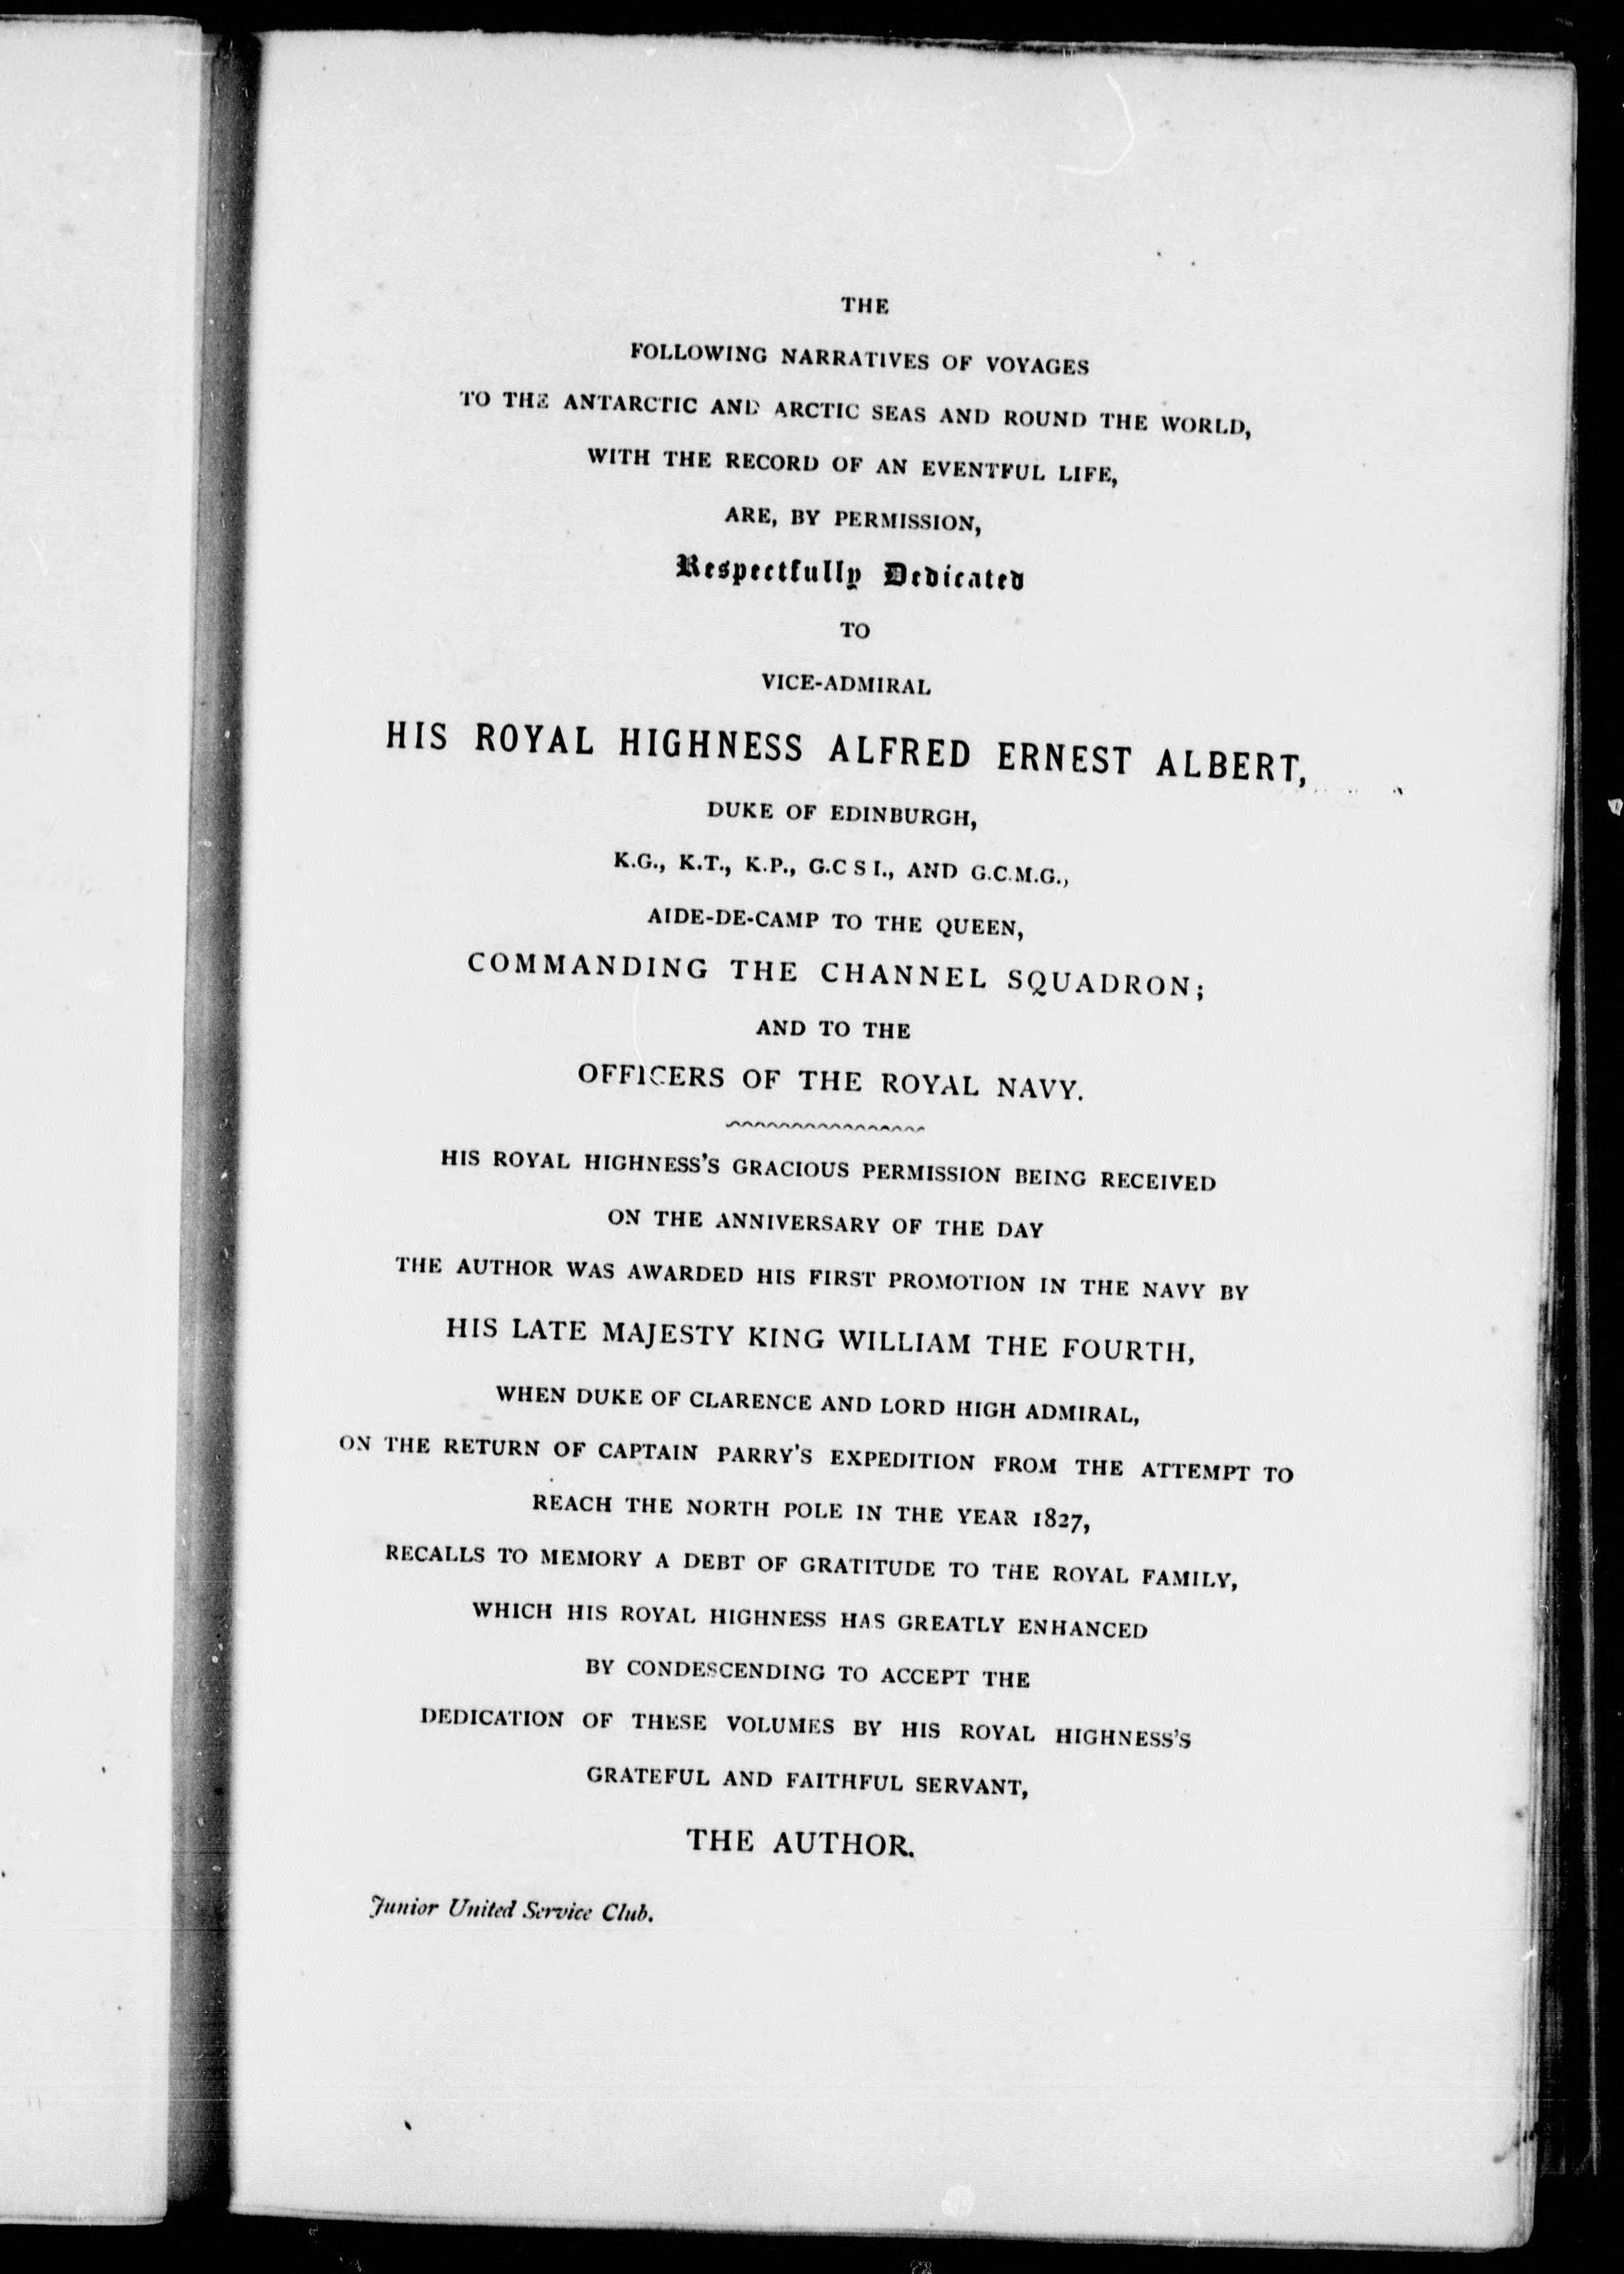 THE
FOLLOWING NARRATIVES OF VOYAGES
TO THE ANTARCTIC AND ARCTIC SEAS AND ROUND THE WORLD,
WITH THE RECORD OF AN EVENTFUL LIFE,
ARE, BY PERMISSION,
Respectfully Dedicated
TO
VICE-ADMIRAL
HIS ROYAL HIGHNESS ALFRED ERNEST ALBERT,
DUKE OF EDINBURGH,
K.G., K.T., K.P., G.C S I., AND G.C.M.G.,
AIDE-DE-CAMP TO THE QUEEN,
COMMANDING THE CHANNEL SQUADRON;
AND TO THE
OFFICERS OF THE ROYAL NAVY.
HIS ROYAL HIGHNESS'S GRACIOUS PERMISSION BEING RECEIVED
ON THE ANNIVERSARY OF THE DAY
THE AUTHOR WAS AWARDED HIS FIRST PROMOTION IN THE NAVY BY
HIS LATE MAJESTY KING WILLIAM THE FOURTH,
WHEN DUKE OF CLARENCE AND LORD HIGH ADMIRAL,
ON THE RETURN OF CAPTAIN PARRY'S EXPEDITION FROM THE ATTEMPT TO
REACH THE NORTH POLE IN THE YEAR 1827,
RECALLS TO MEMORY A DEBT OF GRATITUDE TO THE ROYAL FAMILY,
WHICH HIS ROYAL HIGHNESS HAS GREATLY ENHANCED
BY CONDESCENDING TO ACCEPT THE
DEDICATION OF THESE VOLUMES BY HIS ROYAL HIGHNESS'S
GRATEFUL AND FAITHFUL SERVANT,
THE AUTHOR.
Junior United Service Club.